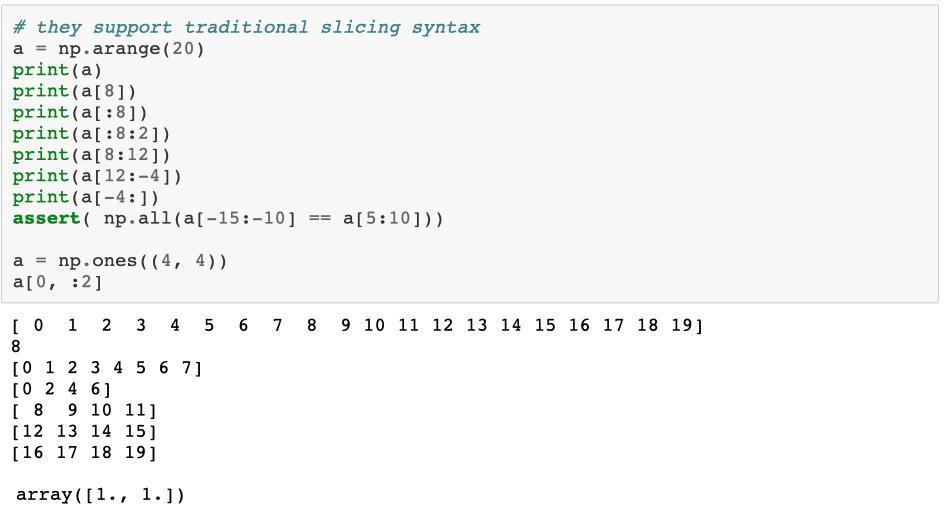 # they support traditional slicing syntax
a = np.arange(20)
print(a)
print(a[8])
print(a[:8])
print(a[:8:2])
print(a[8:12])
print(a[12:-4])
print(a[-4:])
assert( np.all(a[-15:-10] == a[5:10]))

a = np.ones((4, 4))
a[0, :2]

[ 0  1  2  3  4  5  6  7  8  9 10 11 12 13 14 15 16 17 18 19]
8
[0 1 2 3 4 5 6 7]
[0 2 4 6]
[ 8  9 10 11]
[12 13 14 15]
[16 17 18 19]

array([1., 1.])